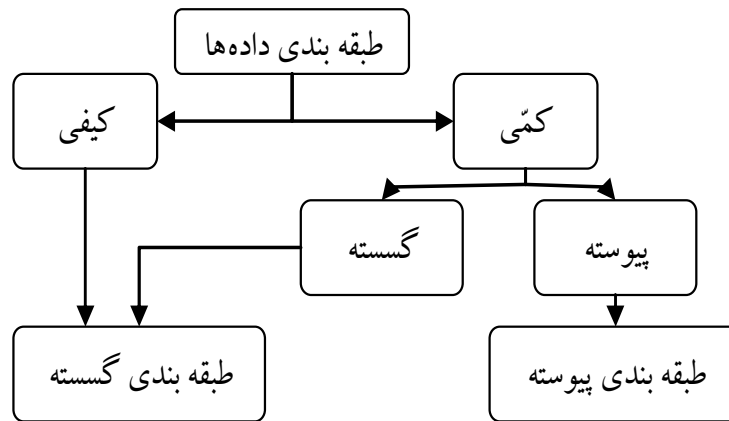 طبقه بندی داده‌ها
کمّی
کیفی
پیوسته
گسسته
طبقه بندی پیوسته
طبقه بندی گسسته